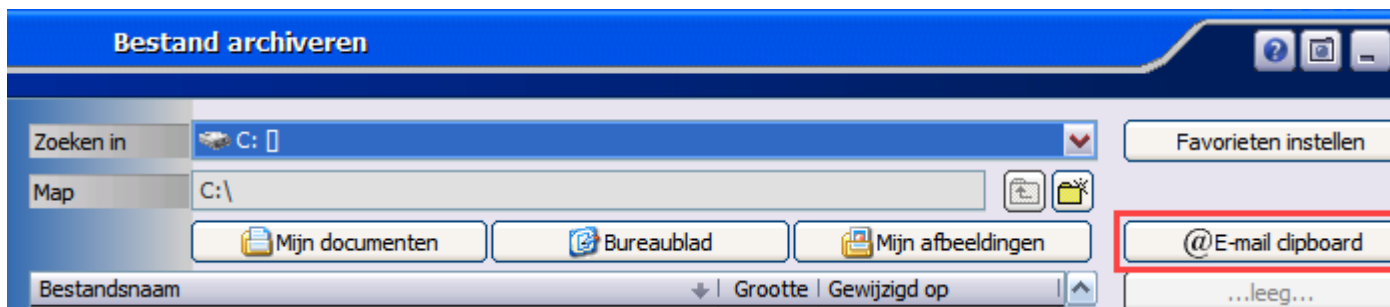 Bestand archiveren
Zoeken in C: [] Favorieten instellen
Map C:\
Mijn documenten Bureaublad Mijn afbeeldingen @E-mail clipboard
Bestandsnaam Grootte Gewijzigd op ...leeg...